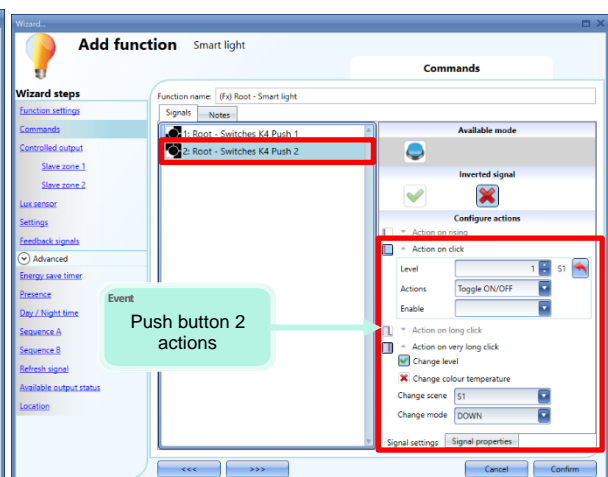 Wizard...
Add function Smart light
Commands
Wizard steps
Function settings
Commands
Controlled output
Slave zone 1
Slave zone 2
Lux sensor
Settings
Feedback signals
Advanced
Energy save timer
Presence
Day / Night time
Sequence A
Sequence B
Refresh signal
Available output status
Location
Function name: (Fx) Root - Smart light
Signals Notes
1: Root - Switches K4 Push 1
2: Root - Switches K4 Push 2
Available mode
Inverted signal
Configure actions
Action on rising
Action on click
Level 1 S1
Actions Toggle ON/OFF
Enable
Action on long click
Action on very long click
Change level
Change colour temperature
Change scene S1
Change mode DOWN
Signal settings Signal properties
Event
Push button 2
actions
<<< >>> Cancel Confirm